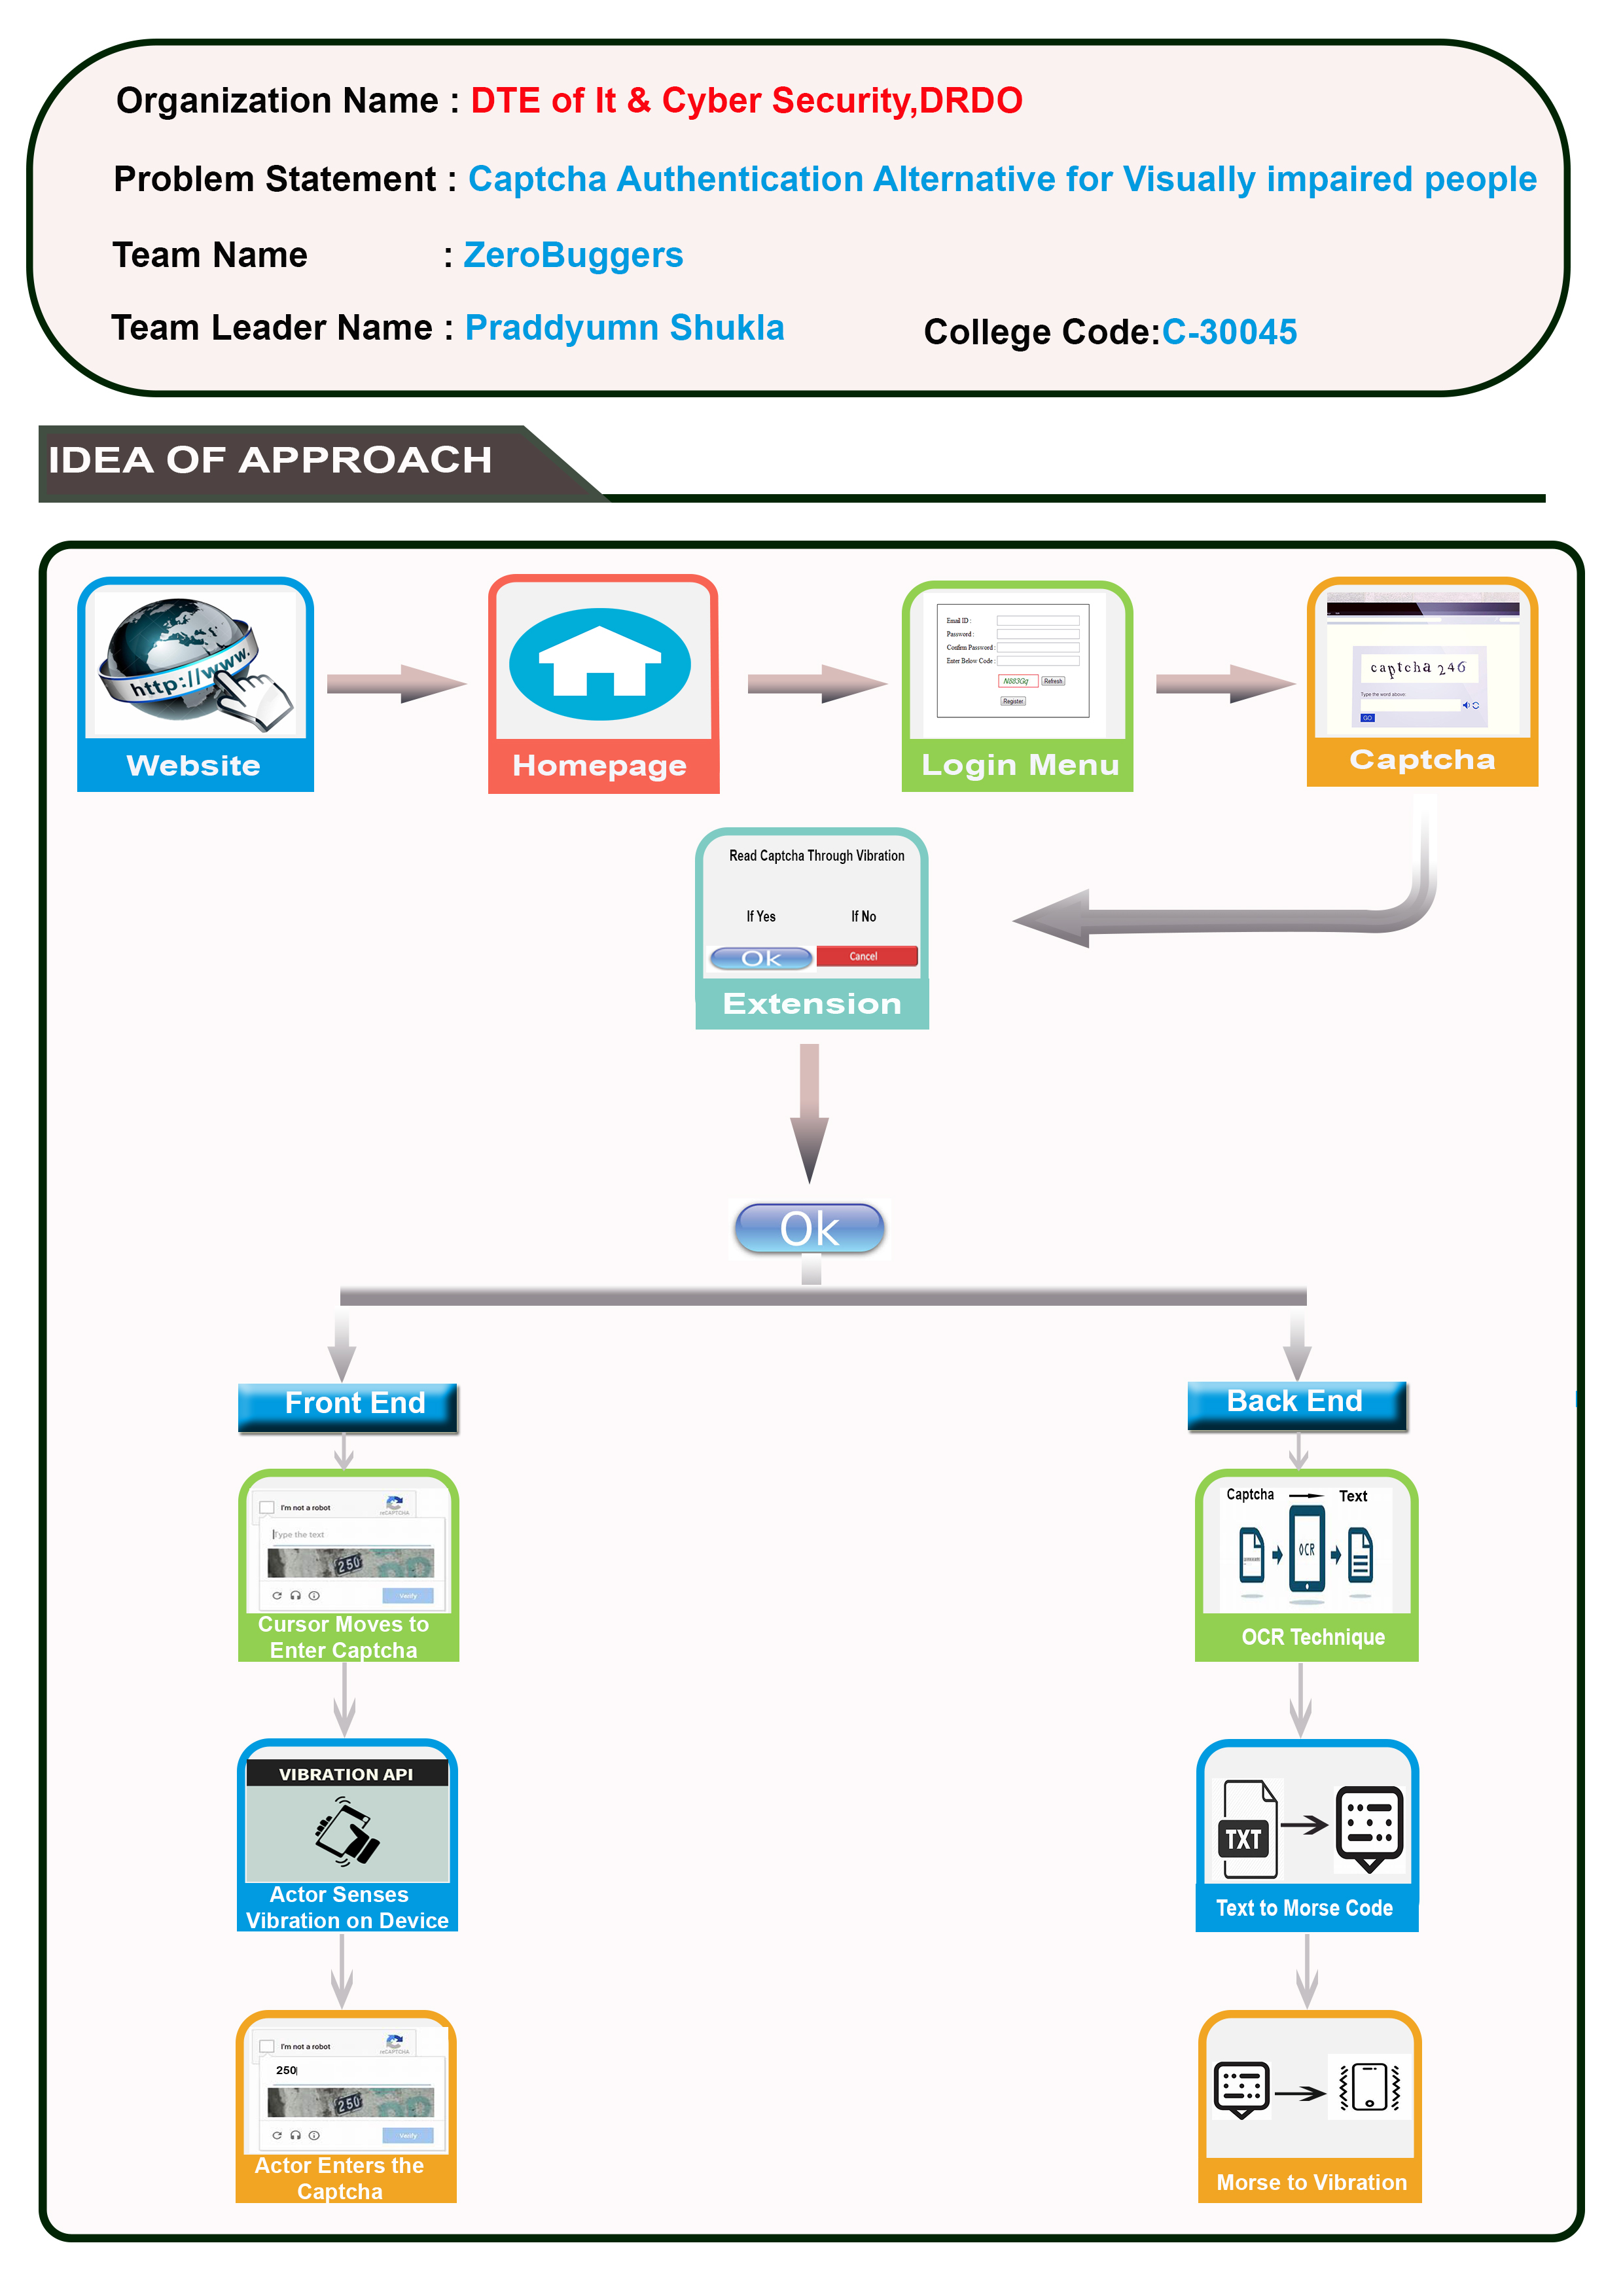 Organization Name : DTE of It & Cyber Security,DRDO
Problem Statement : Captcha Authentication Alternative for Visually impaired people
Team Name : ZeroBuggers
Team Leader Name : Praddyumn Shukla College Code:C-30045
IDEA OF APPROACH
http://www.
Website
Homepage
Email ID :
Password :
Confirm Password :
Enter Below Code :
N883Gq Refresh
Register
Login Menu
captcha 246
Type the word above:
GO
Captcha
Read Captcha Through Vibration
If Yes If No
Ok Cancel
Extension
Ok
Front End
Back End
I'm not a robot
reCAPTCHA
Type the text
250
Verify
Cursor Moves to
Enter Captcha
Captcha Text
OCR
OCR Technique
VIBRATION API
Actor Senses
Vibration on Device
TXT
Text to Morse Code
I'm not a robot
reCAPTCHA
250
250
Verify
Actor Enters the
Captcha
Morse to Vibration